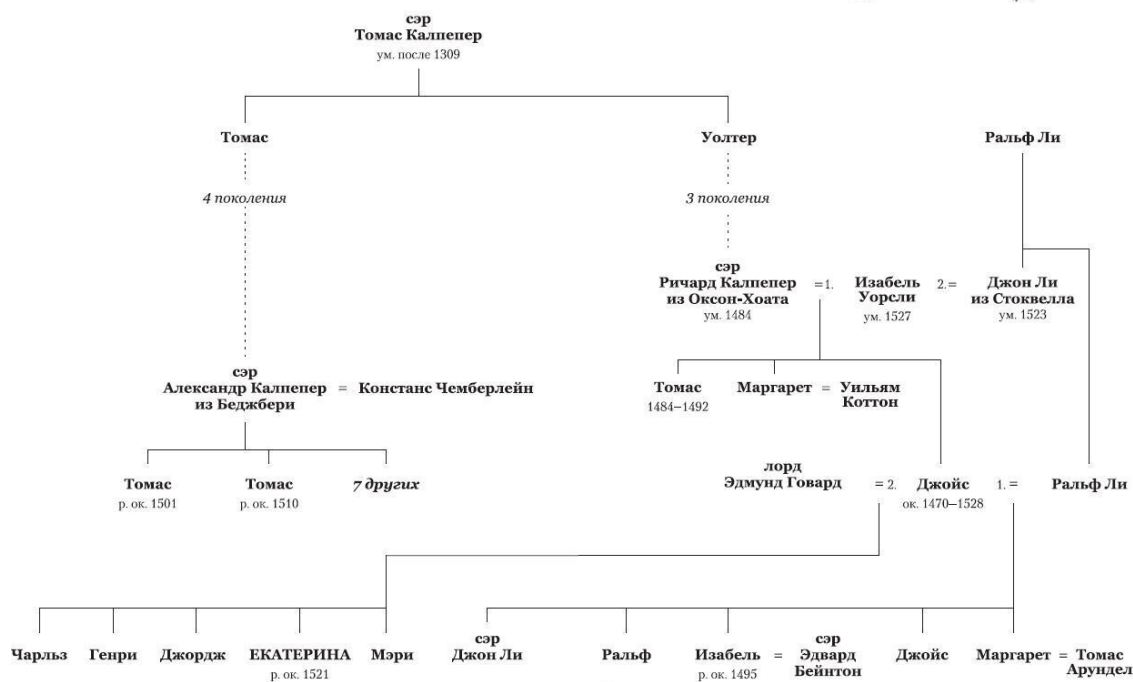 сэр
Томас Калпепер
ум. после 1309
Томас
Уолтер
Ральф Ли
4 поколения
3 поколения
сэр
Ричард Калпепер
из Оксон-Хоата
ум. 1484
= 1.
Изабель
Уорсли
ум. 1527
2. =
Джон Ли
из Стоквелла
ум. 1523
сэр
Александр Калпепер
из Беджбери
= Констанс Чемберлейн
Томас
1484–1492
Маргарет = Уильям
Коттон
Томас
р. ок. 1501
Томас
р. ок. 1510
7 других
лорд
Эдмунд Говард
= 2.
Джойс
ок. 1470–1528
1. =
Ральф Ли
Чарльз
Генри
Джордж
ЕКАТЕРИНА
р. ок. 1521
Мэри
сэр
Джон Ли
Ральф
Изабель
р. ок. 1495
=
сэр
Эдвард
Бейнтон
Джойс
Маргарет = Томас
Арундел